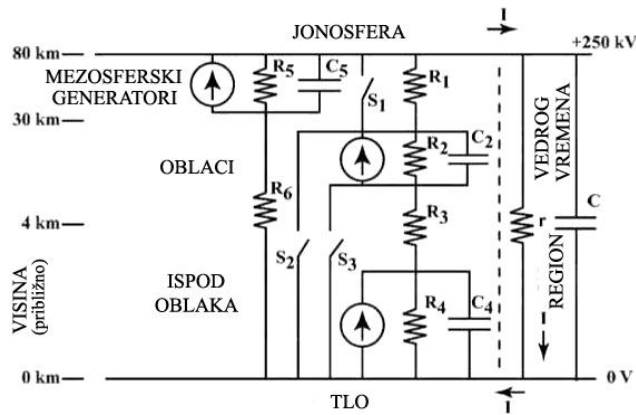 JONOSFERA
I
80 km
+250 kV
MEZOSFERSKI
GENERATORI
R5
C5
S1
R1
30 km
OBLACI
R2
C2
VEDROG
VREMENA
R6
4 km
R3
r
C
S2
S3
REGION
VISINA
(približno)
ISPOD
OBLAKA
R4
C4
I
0 km
0 V
TLO
I